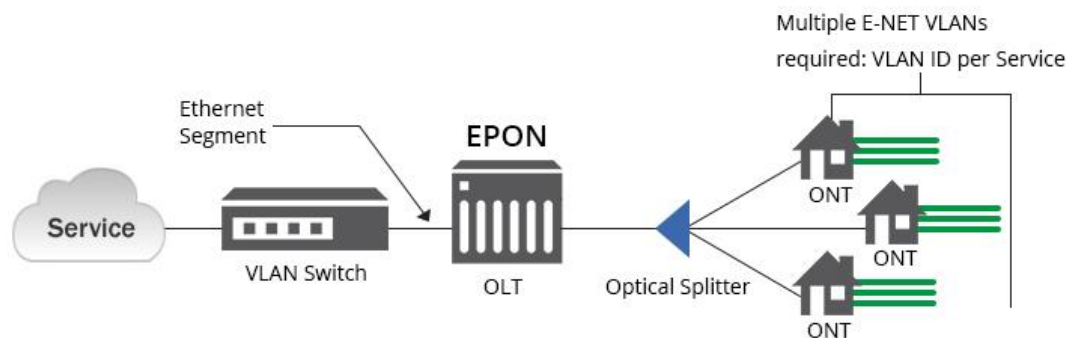 Multiple E-NET VLANs
required: VLAN ID per Service
Ethernet
Segment
EPON
Service
VLAN Switch
OLT
Optical Splitter
ONT
ONT
ONT